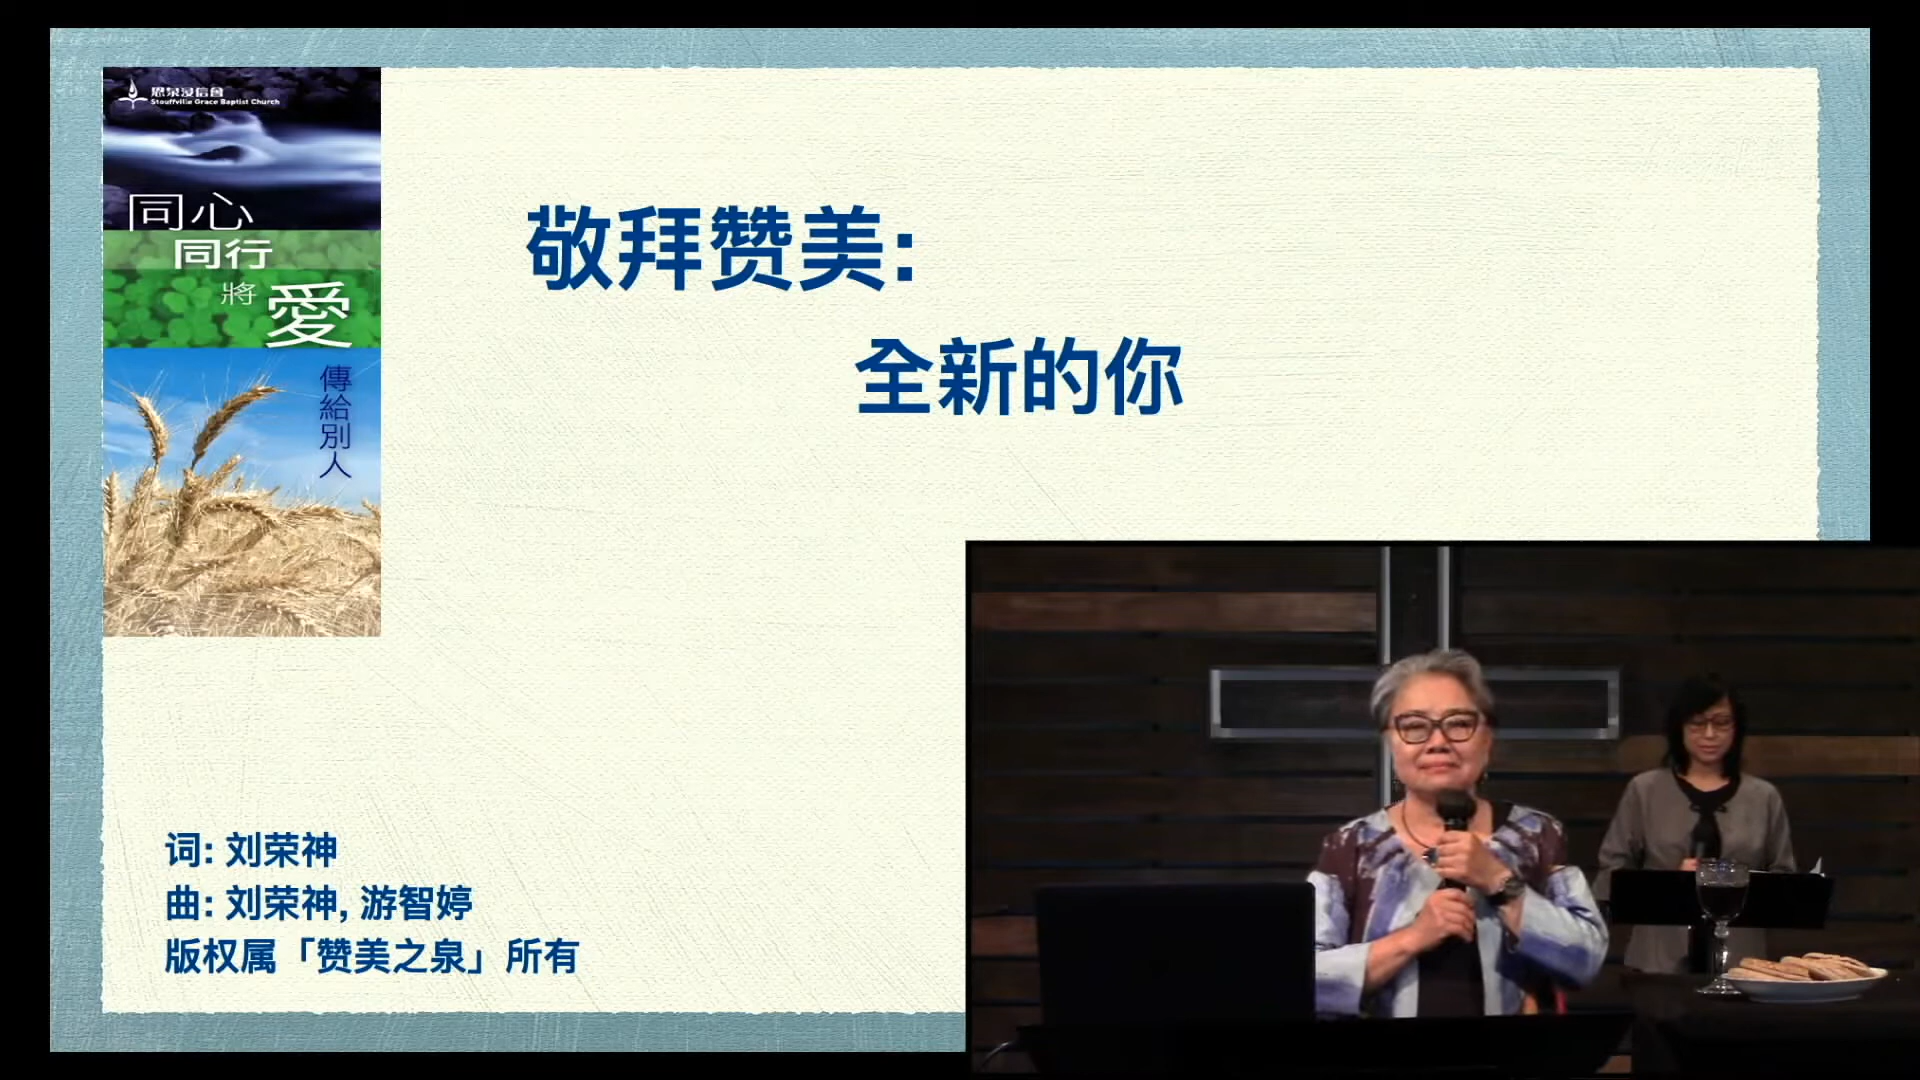 恩泉浸信會
Stouffville Grace Baptist Church
同心
同行
將愛
傳給別人
敬拜赞美:
全新的你
词: 刘荣神
曲: 刘荣神, 游智婷
版权属「赞美之泉」所有